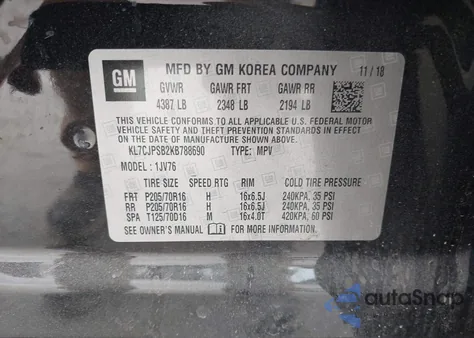 GM
MFD BY GM KOREA COMPANY
11 / 18
GVWR GAWR FRT GAWR RR
4387 LB 2348 LB 2194 LB
THIS VEHICLE CONFORMS TO ALL APPLICABLE U.S. FEDERAL MOTOR
VEHICLE SAFETY AND THEFT PREVENTION STANDARDS IN EFFECT ON
THE DATE OF MANUFACTURE SHOWN ABOVE.
KL7CJPSB2KB788690 TYPE: MPV
MODEL: 1JV76
TIRE SIZE SPEED RTG RIM COLD TIRE PRESSURE
FRT P205/70R16 H 16x6.5J 240KPA, 35 PSI
RR P205/70R16 H 16x6.5J 240KPA, 35 PSI
SPA T125/70D16 M 16x4.0T 420KPA, 60 PSI
SEE OWNER'S MANUAL FOR MORE INFORMATION.
autoSnap